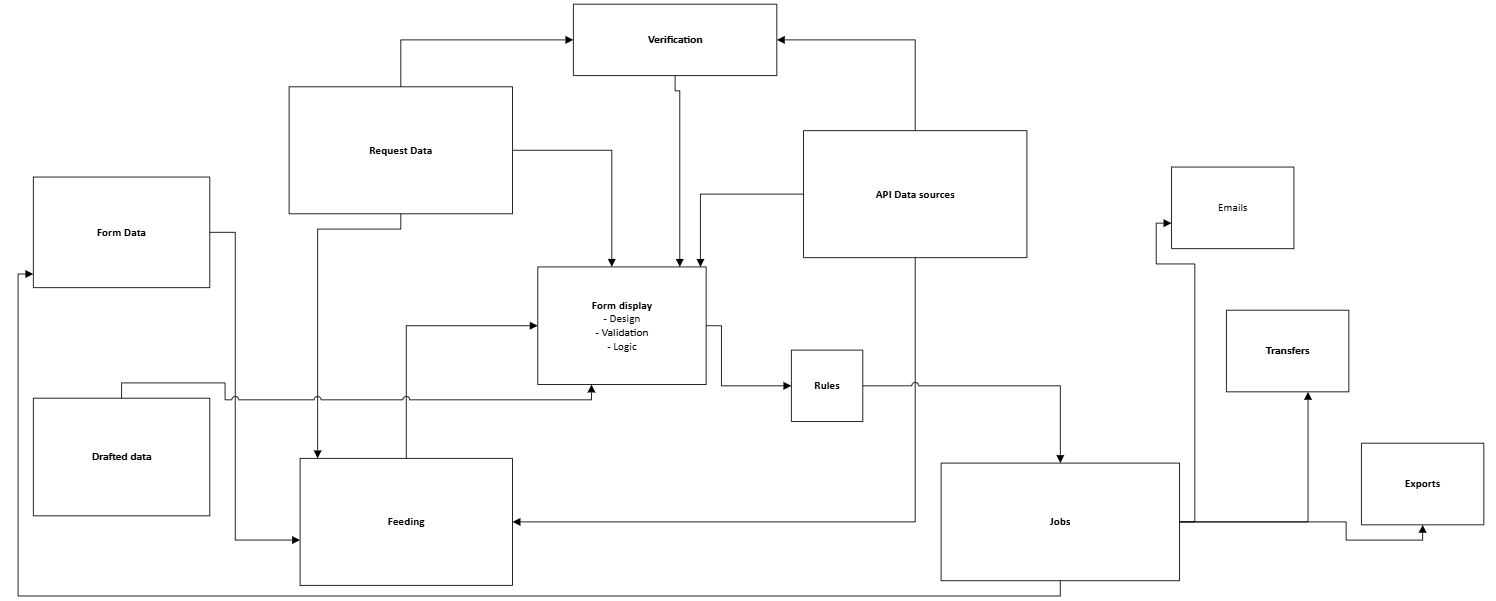 Verification
Request Data
API Data sources
Form Data
Emails
Form display
- Design
- Validation
- Logic
Transfers
Rules
Drafted data
Exports
Feeding
Jobs